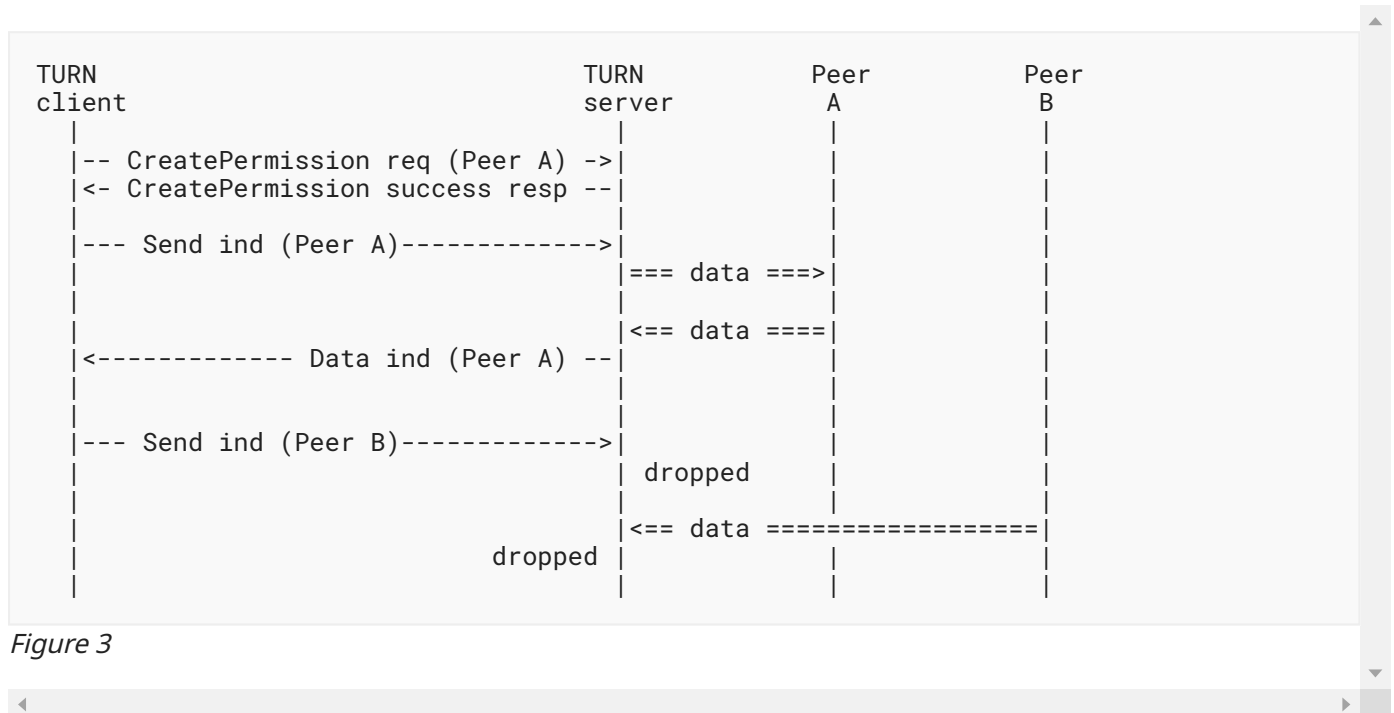 TURN                                 TURN          Peer          Peer
client                               server         A             B
  |                                    |            |             |
  |-- CreatePermission req (Peer A) ->|             |             |
  |<- CreatePermission success resp --|             |             |
  |                                   |             |             |
  |--- Send ind (Peer A)------------->|             |             |
  |                                   |=== data ===>|             |
  |                                   |             |             |
  |                                   |<== data ====|             |
  |<------------- Data ind (Peer A) --|             |             |
  |                                   |             |             |
  |                                   |             |             |
  |--- Send ind (Peer B)------------->|             |             |
  |                                   | dropped     |             |
  |                                   |             |             |
  |                                   |<== data ==================|
  |                           dropped |             |             |
  |                                   |             |             |
Figure 3